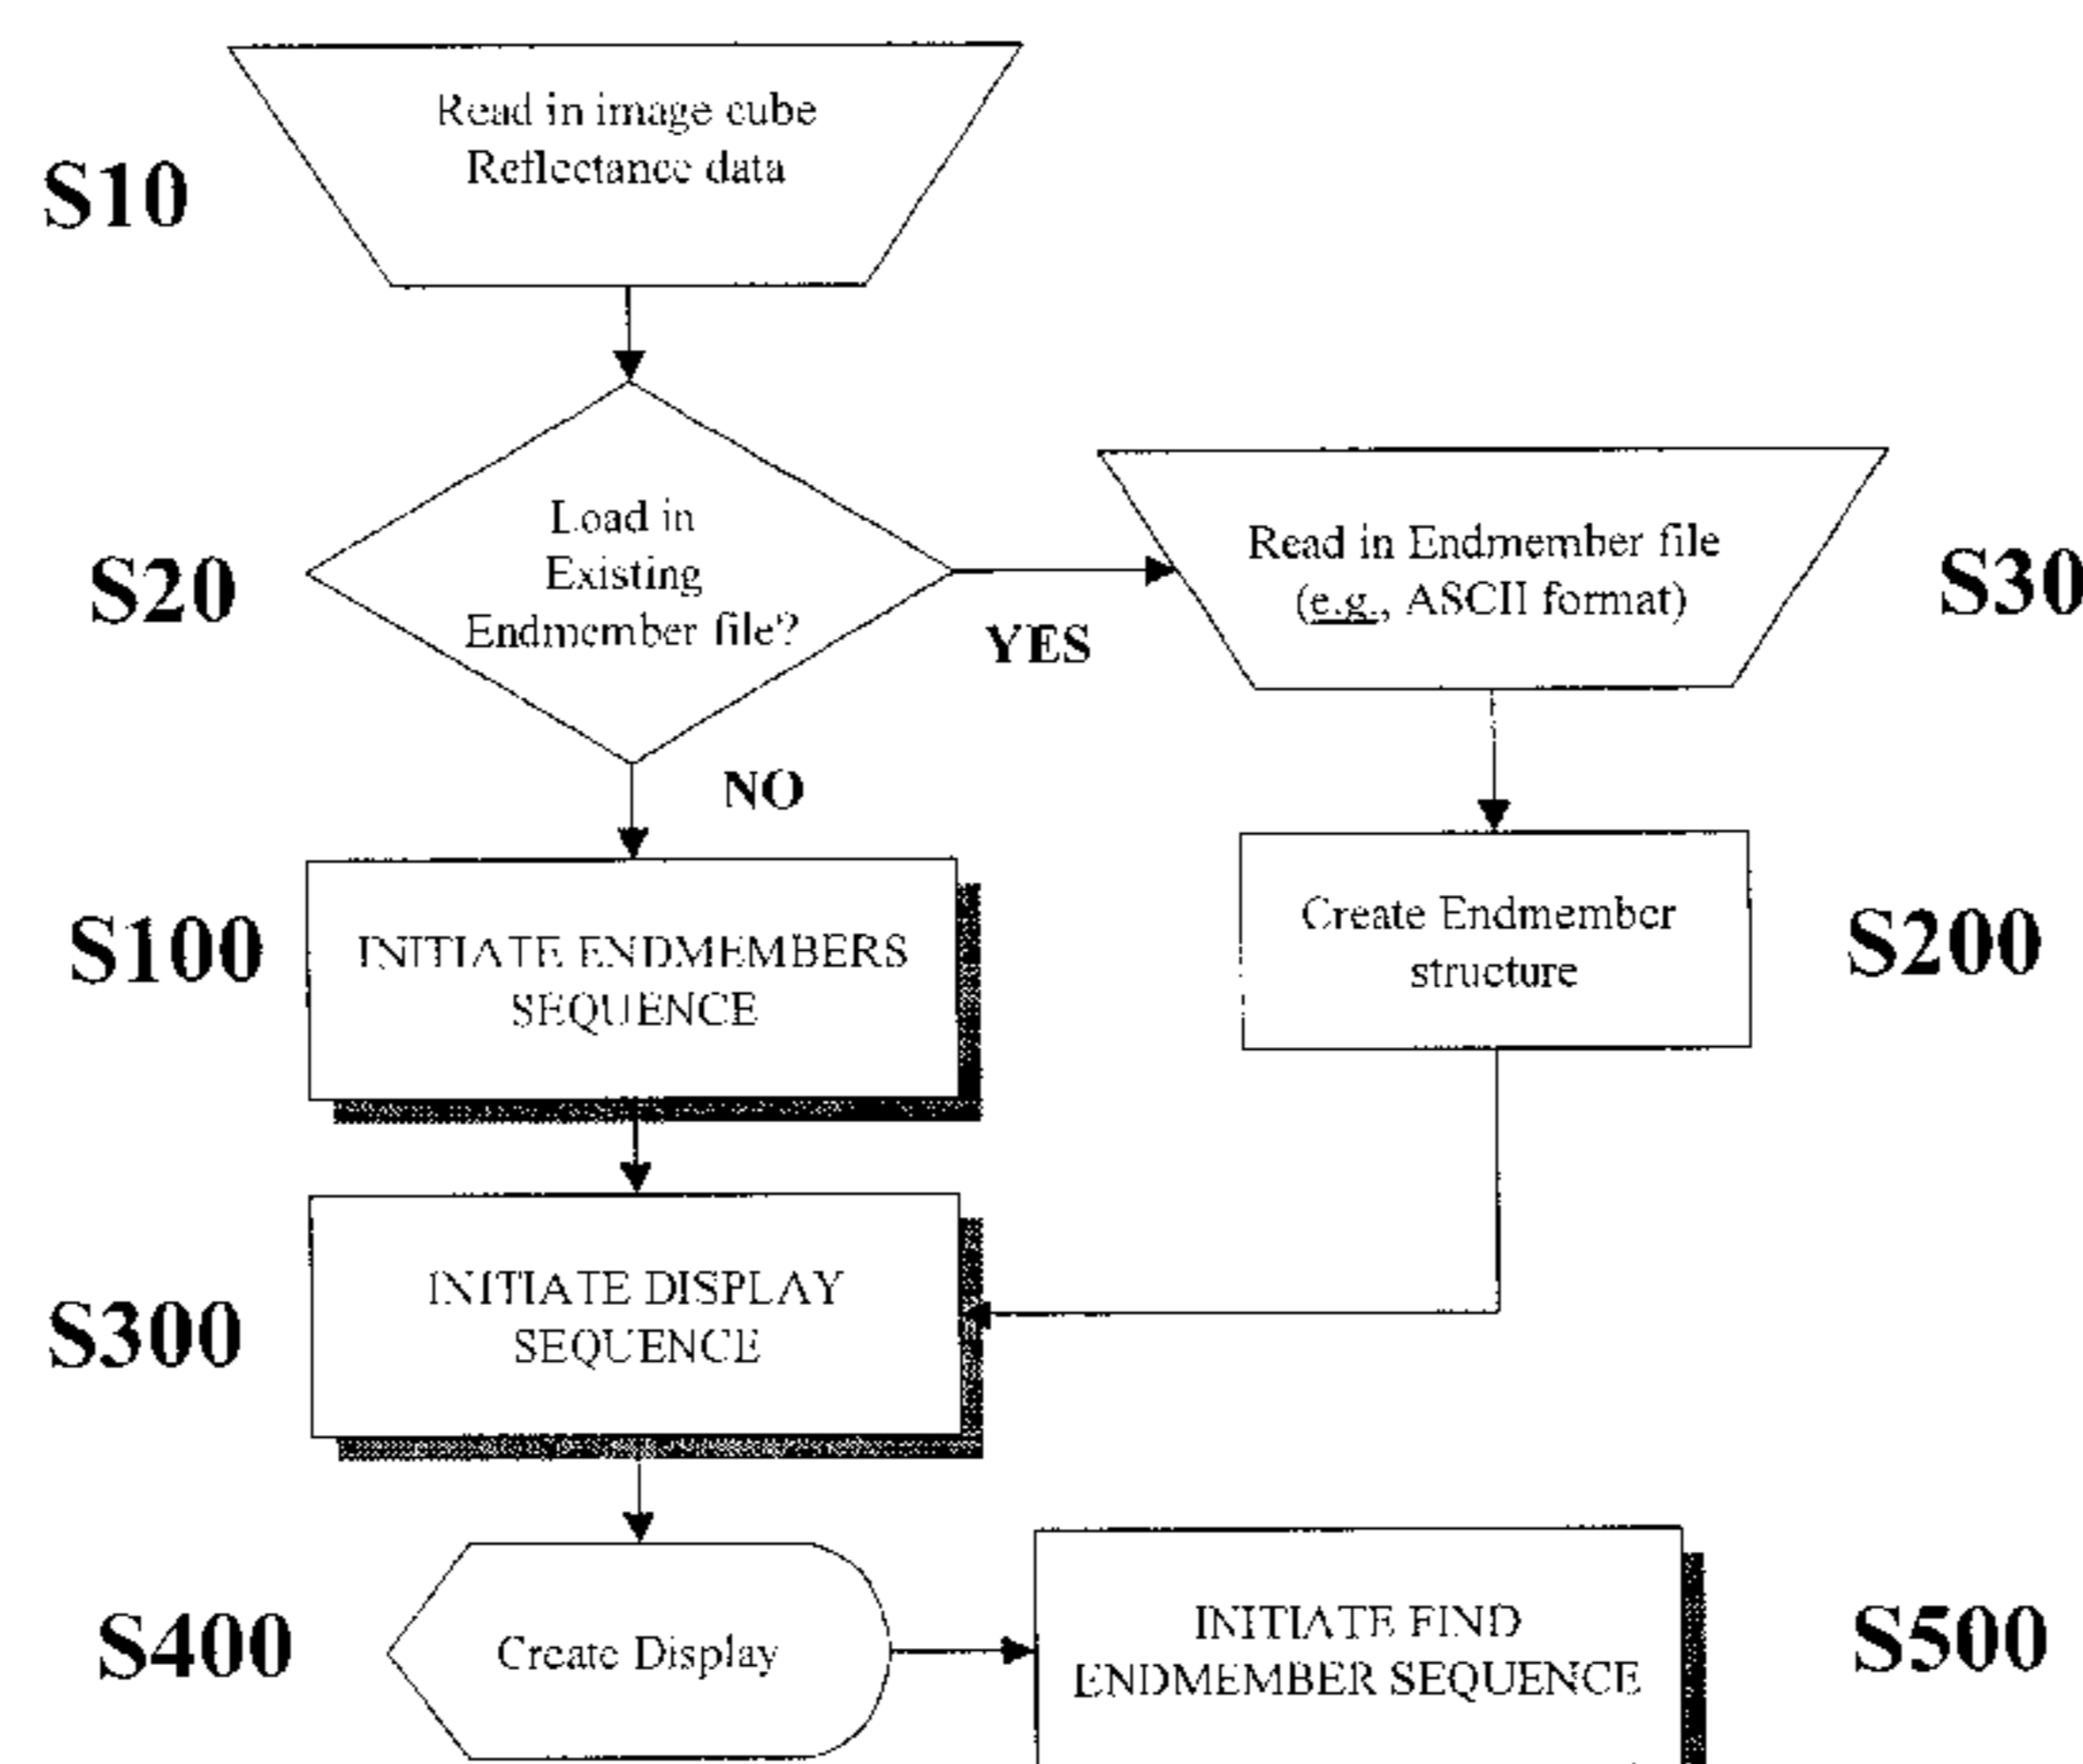 S10
Read in image cube
Reflectance data
S20
Load in
Existing
Endmember file?
YES
Read in Endmember file
(e.g., ASCII format)
S30
NO
S100
INITIATE ENDMEMBERS
SEQUENCE
Create Endmember
structure
S200
S300
INITIATE DISPLAY
SEQUENCE
S400
Create Display
INITIATE FIND
ENDMEMBER SEQUENCE
S500